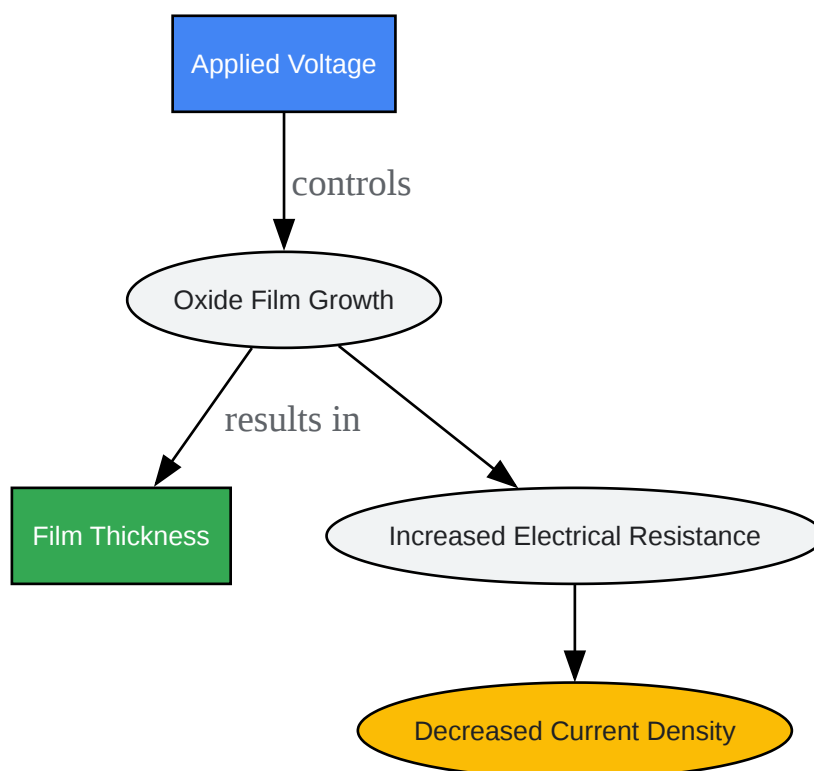 Applied Voltage
controls
Oxide Film Growth
results in
Film Thickness
Increased Electrical Resistance
Decreased Current Density